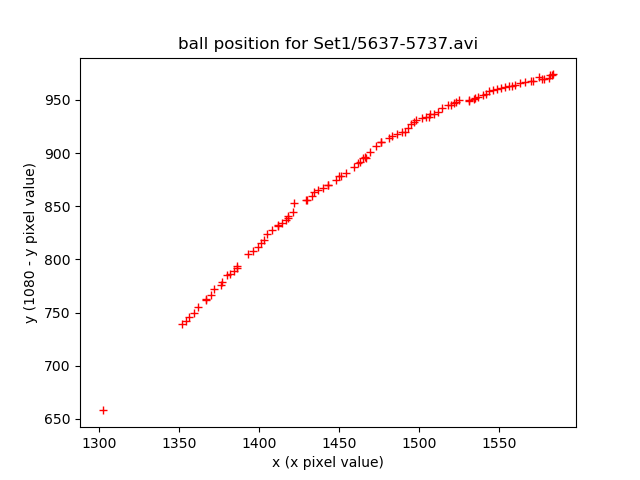 ball position for Set1/5637-5737.avi
y (1080 - y pixel value)
950
900
850
800
750
700
650
1300 1350 1400 1450 1500 1550
x (x pixel value)